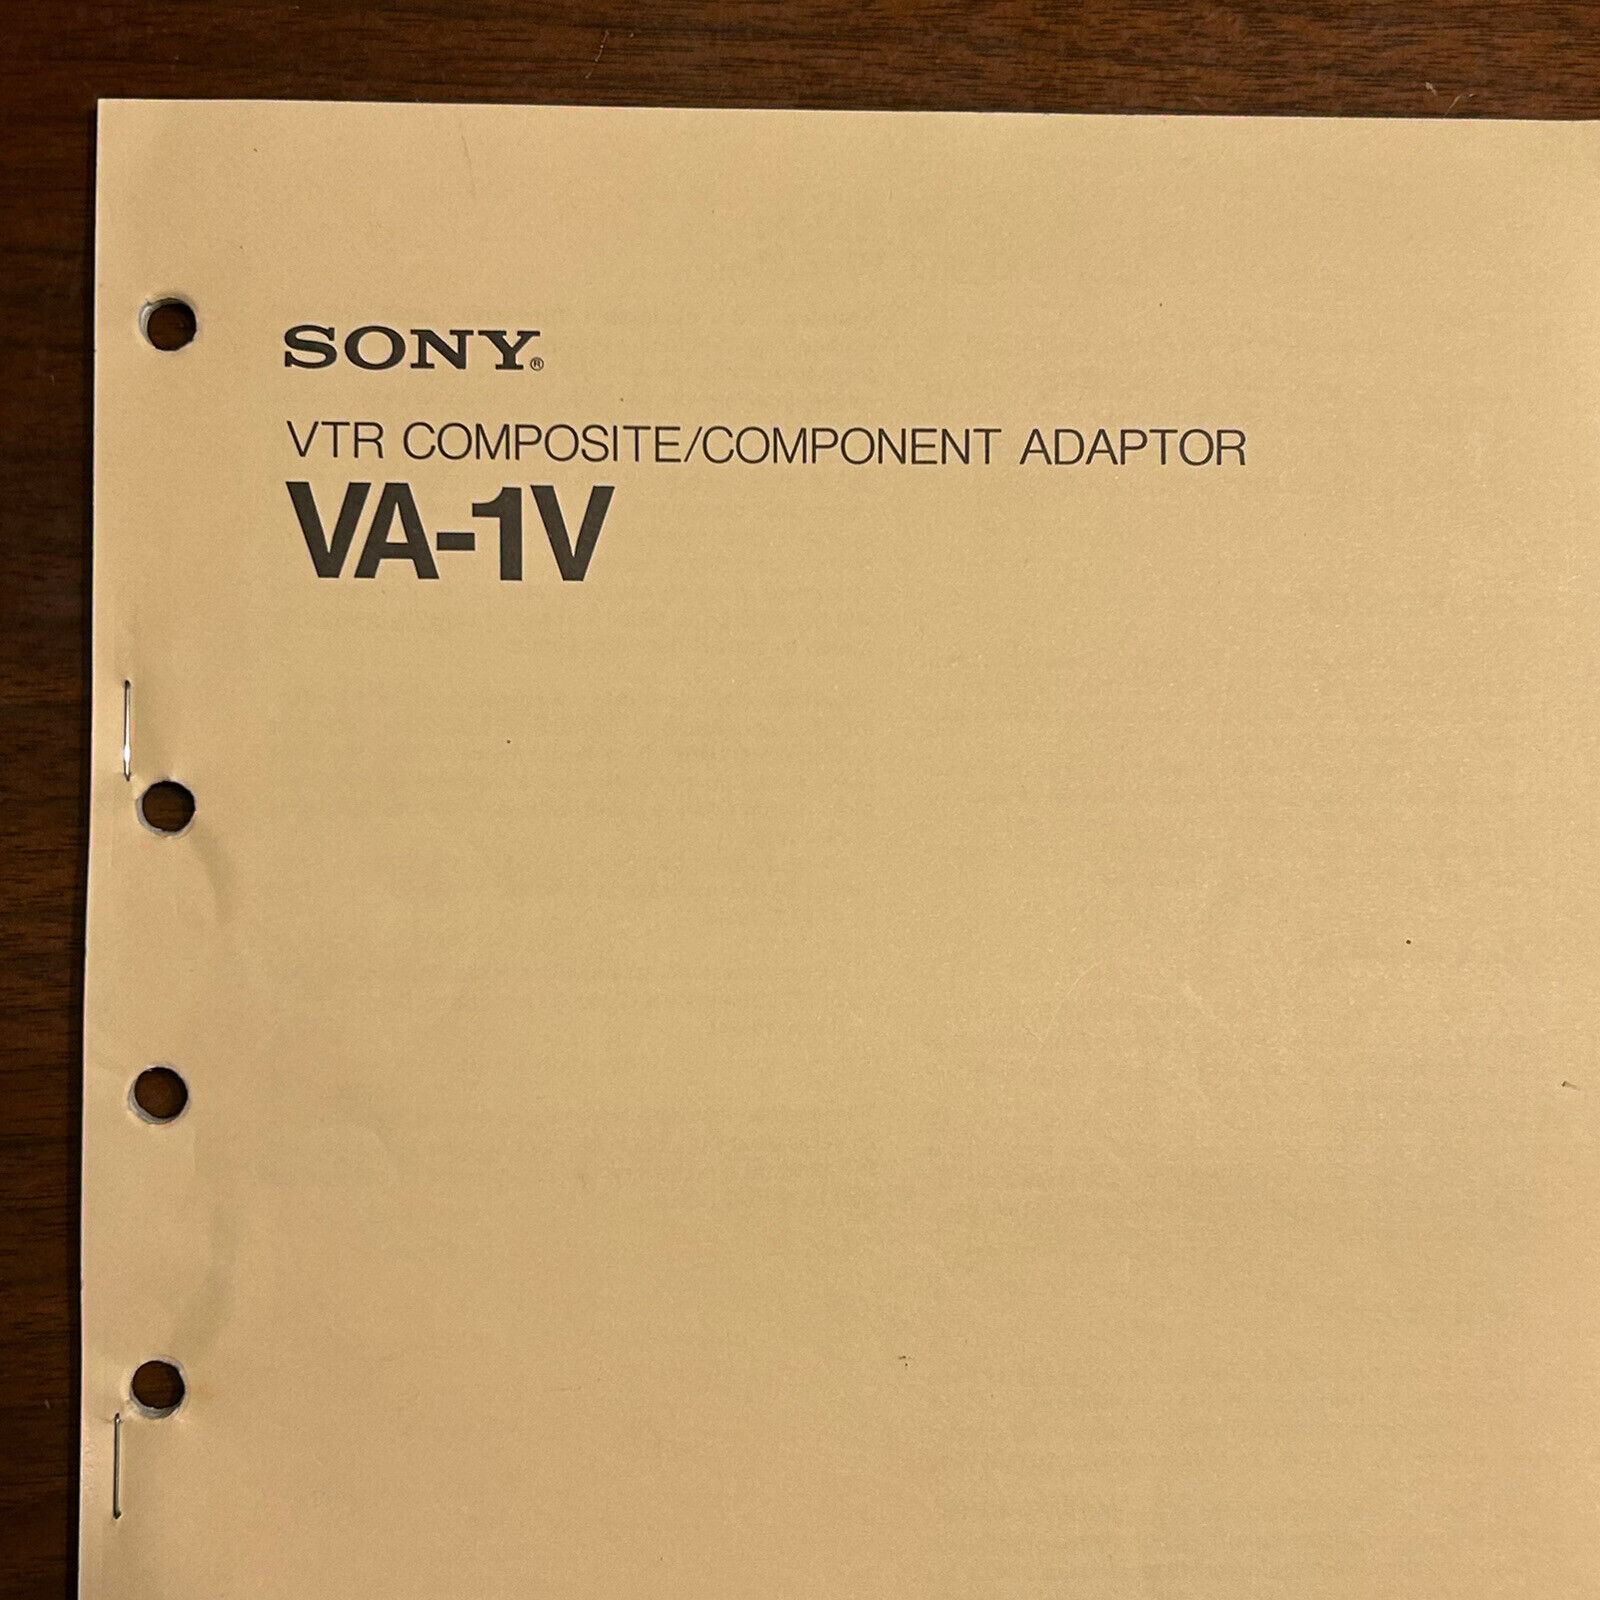 SONY®
VTR COMPOSITE/COMPONENT ADAPTOR
VA-1V